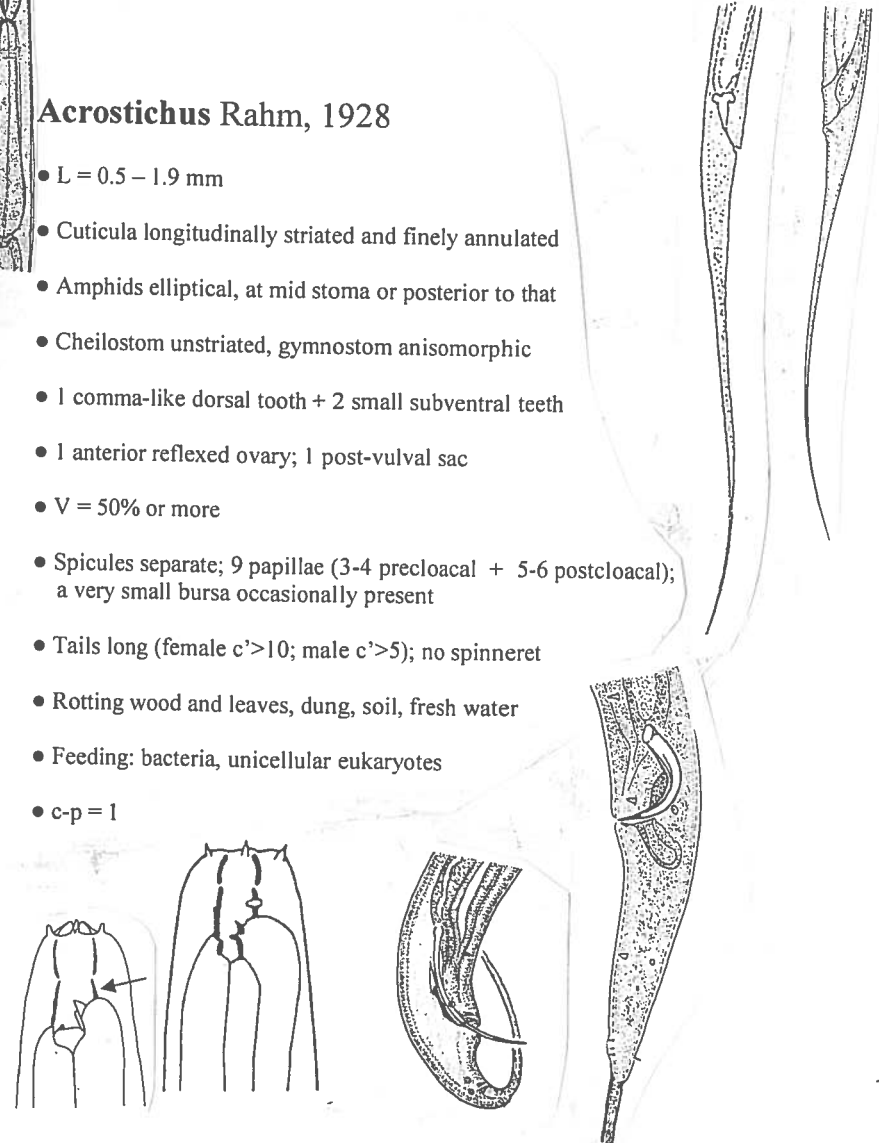 Acrostichus Rahm, 1928
• L = 0.5 – 1.9 mm
• Cuticula longitudinally striated and finely annulated
• Amphids elliptical, at mid stoma or posterior to that
• Cheilostom unstriated, gymnostom anisomorphic
• 1 comma-like dorsal tooth + 2 small subventral teeth
• 1 anterior reflexed ovary; 1 post-vulval sac
• V = 50% or more
• Spicules separate; 9 papillae (3-4 precloacal + 5-6 postcloacal);
a very small bursa occasionally present
• Tails long (female c'>10; male c'>5); no spinneret
• Rotting wood and leaves, dung, soil, fresh water
• Feeding: bacteria, unicellular eukaryotes
• c-p = 1